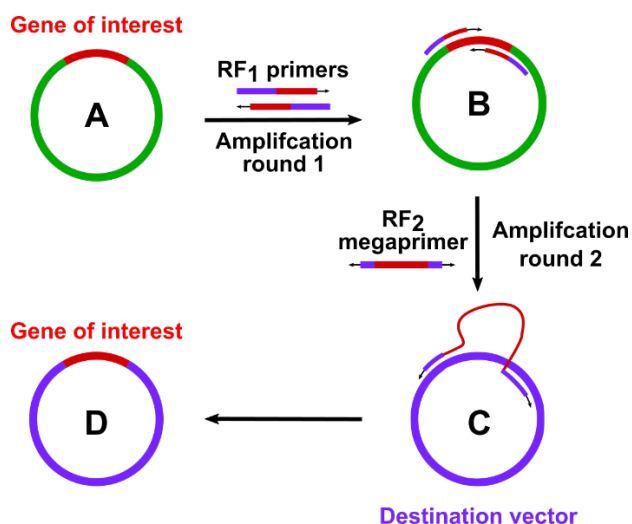 Gene of interest
A
RF1 primers
Amplifcation
round 1
B
RF2
megaprimer
Amplifcation
round 2
Gene of interest
D
C
Destination vector